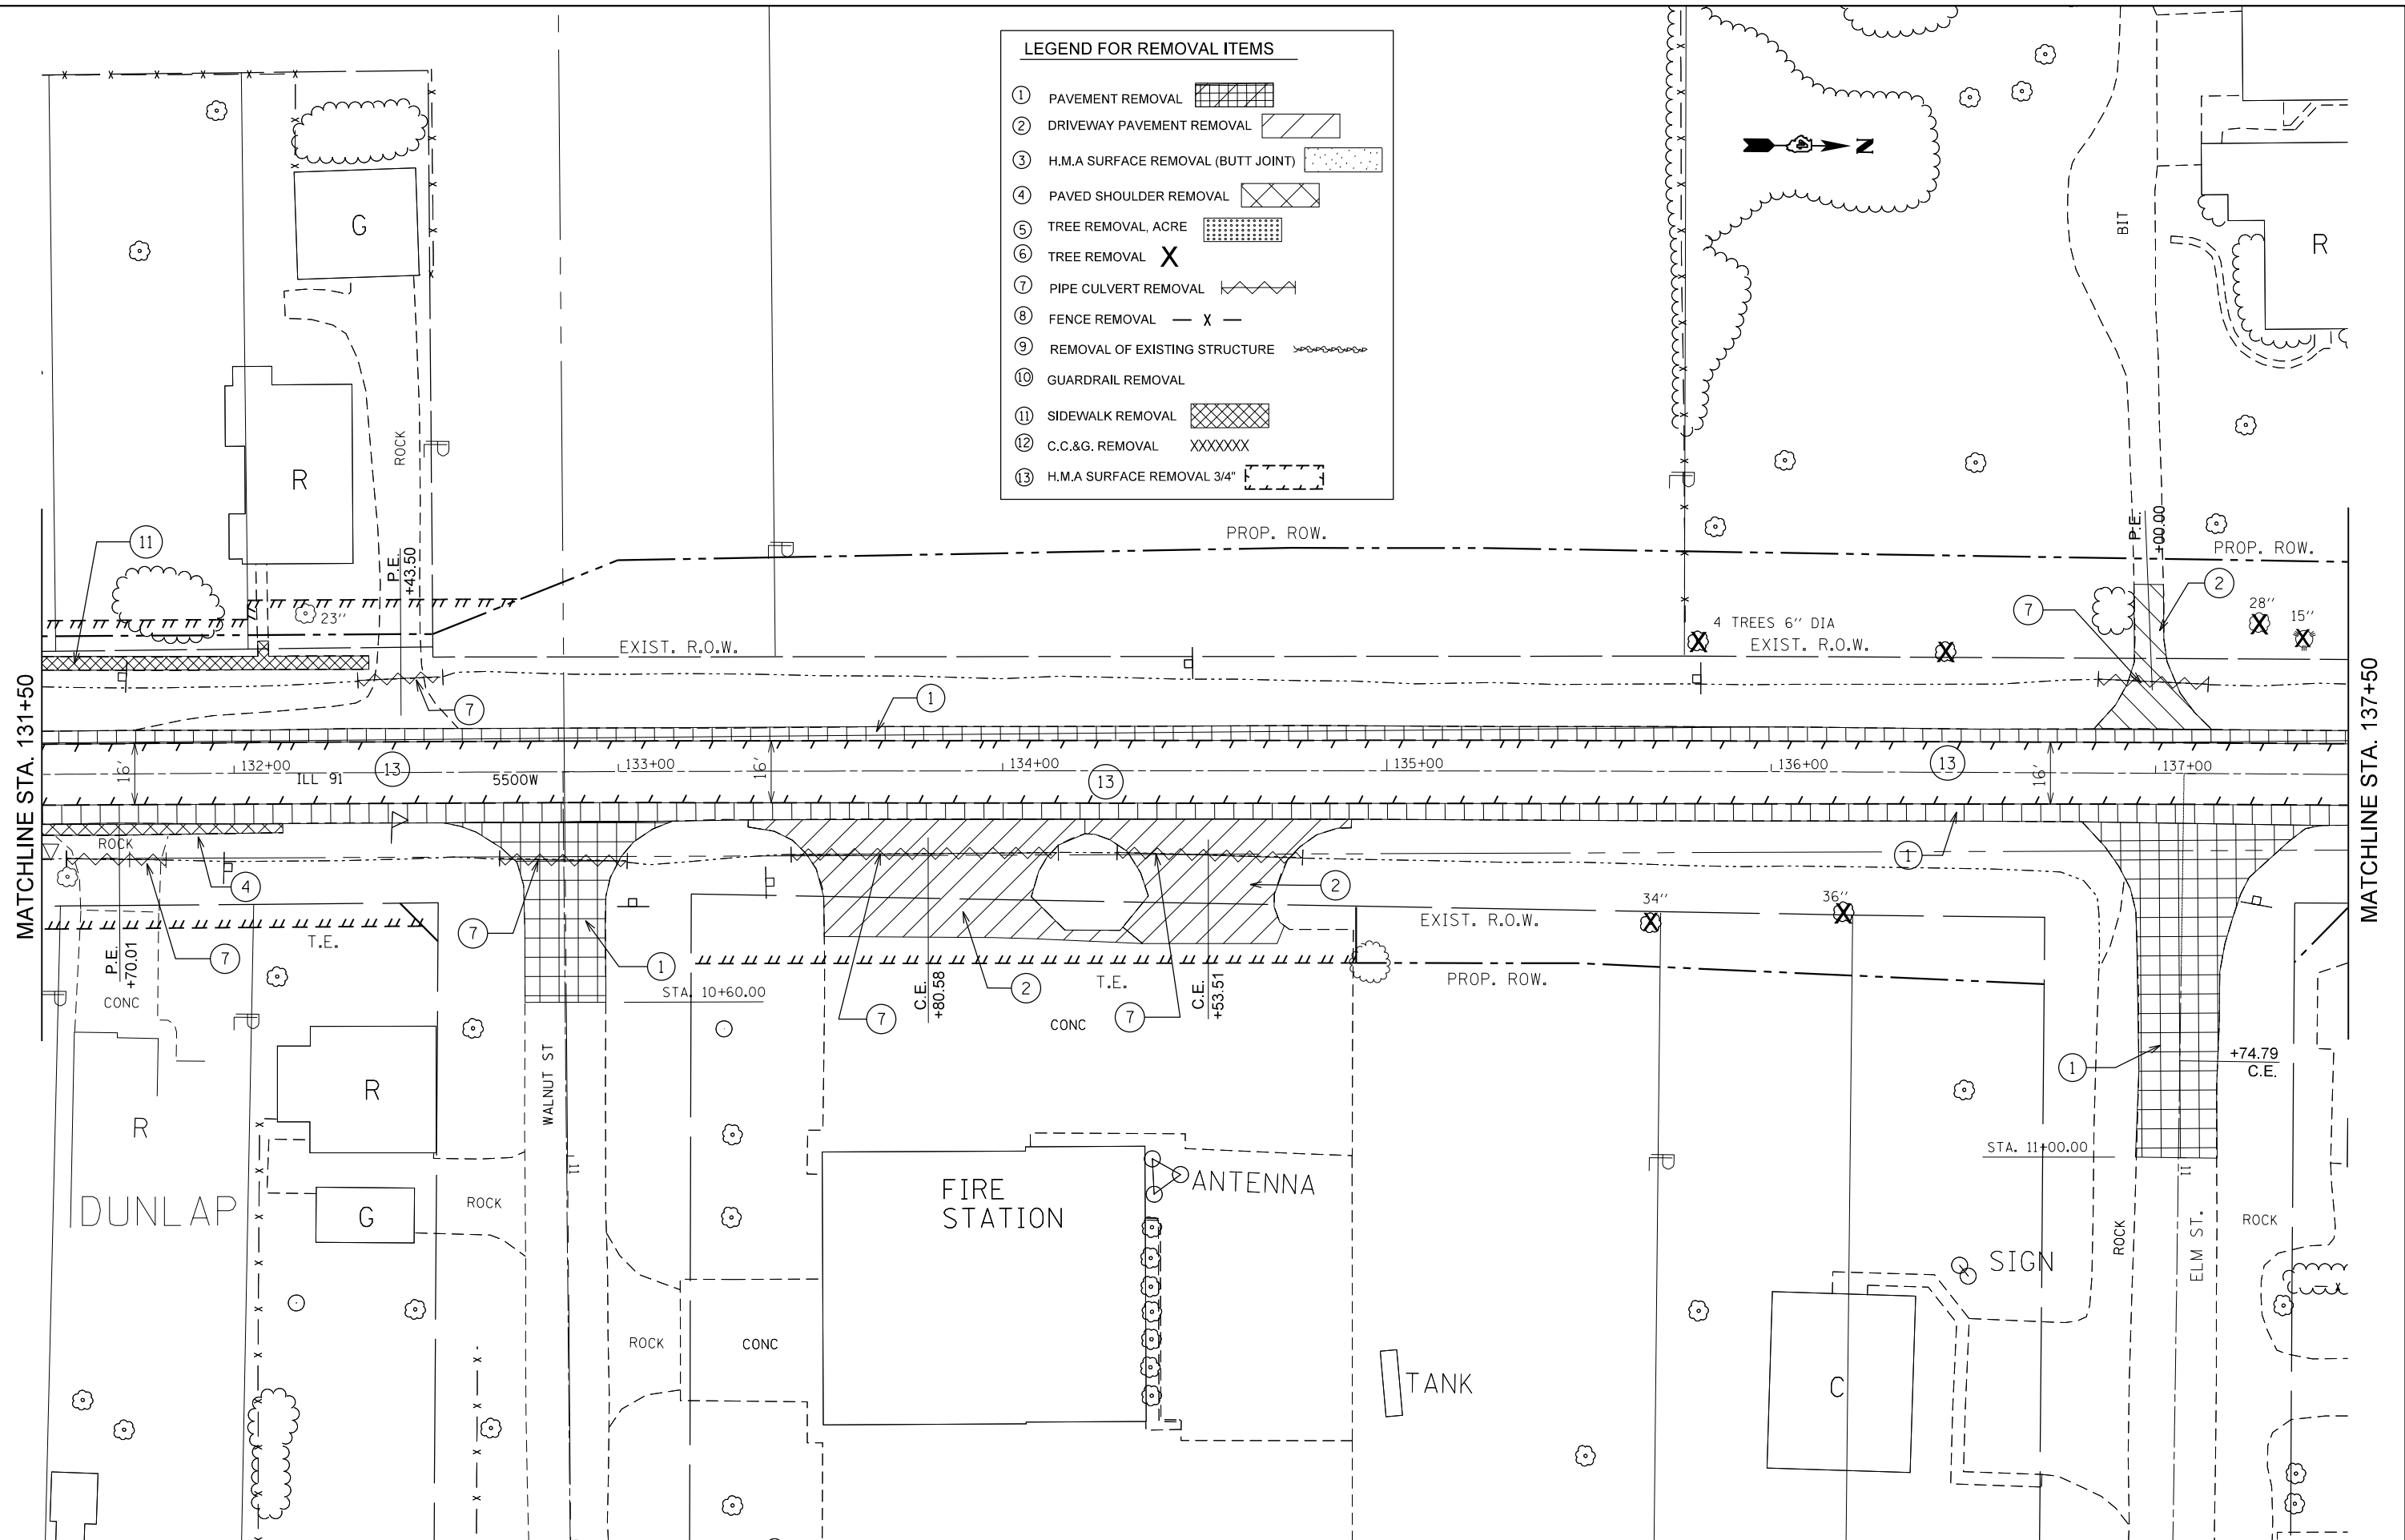 LEGEND FOR REMOVAL ITEMS
1 PAVEMENT REMOVAL
2 DRIVEWAY PAVEMENT REMOVAL
3 H.M.A SURFACE REMOVAL (BUTT JOINT)
4 PAVED SHOULDER REMOVAL
5 TREE REMOVAL, ACRE
6 TREE REMOVAL X
7 PIPE CULVERT REMOVAL
8 FENCE REMOVAL — X —
9 REMOVAL OF EXISTING STRUCTURE
10 GUARDRAIL REMOVAL
11 SIDEWALK REMOVAL
12 C.C.&G. REMOVAL XXXXXXX
13 H.M.A SURFACE REMOVAL 3/4"
N
G
R
ROCK
BIT
R
11
P.E.
+43.50
23''
PROP. ROW.
P.E.
+00.00
PROP. ROW.
2
7
28''
15''
4 TREES 6'' DIA
EXIST. R.O.W.
EXIST. R.O.W.
7
1
MATCHLINE STA. 131+50
MATCHLINE STA. 137+50
16'
132+00
ILL 91
13
5500W
133+00
16'
134+00
13
135+00
136+00
13
16'
137+00
ROCK
4
7
2
1
34''
36''
EXIST. R.O.W.
T.E.
P.E.
+70.01
CONC
7
1
STA. 10+60.00
7
C.E.
+80.58
2
T.E.
CONC
7
C.E.
+53.51
PROP. ROW.
1
+74.79
C.E.
R
R
WALNUT ST
11
STA. 11+00.00
11
DUNLAP
G
ROCK
FIRE
STATION
ANTENNA
ROCK
ELM ST.
ROCK
SIGN
ROCK
CONC
TANK
C